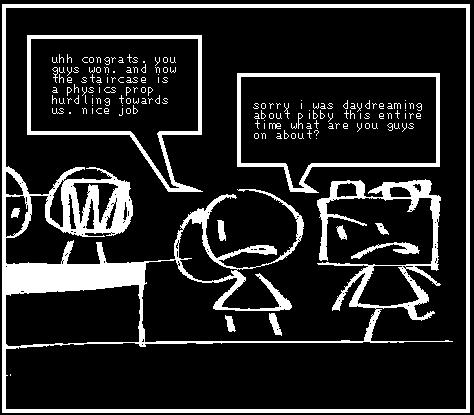 uhh congrats. you
guys won. and now
the staircase is
a physics prop
hurdling towards
us. nice job
sorry i was daydreaming
about pibby this entire
time what are you guys
on about?